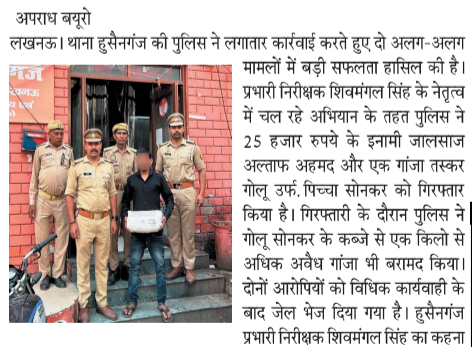 अपराध बयूरो
लखनऊ। थाना हुसैनगंज की पुलिस ने लगातार कार्रवाई करते हुए दो अलग-अलग
मामलों में बड़ी सफलता हासिल की है।
प्रभारी निरीक्षक शिवमंगल सिंह के नेतृत्व
में चल रहे अभियान के तहत पुलिस ने
25 हजार रुपये के इनामी जालसाज
अल्ताफ अहमद और एक गांजा तस्कर
गोलू उर्फ. पिच्चा सोनकर को गिरफ्तार
किया है। गिरफ्तारी के दौरान पुलिस ने
गोलू सोनकर के कब्जे से एक किलो से
अधिक अवैध गांजा भी बरामद किया।
दोनों आरोपियों को विधिक कार्यवाही के
बाद जेल भेज दिया गया है। हुसैनगंज
प्रभारी निरीक्षक शिवमंगल सिंह का कहना